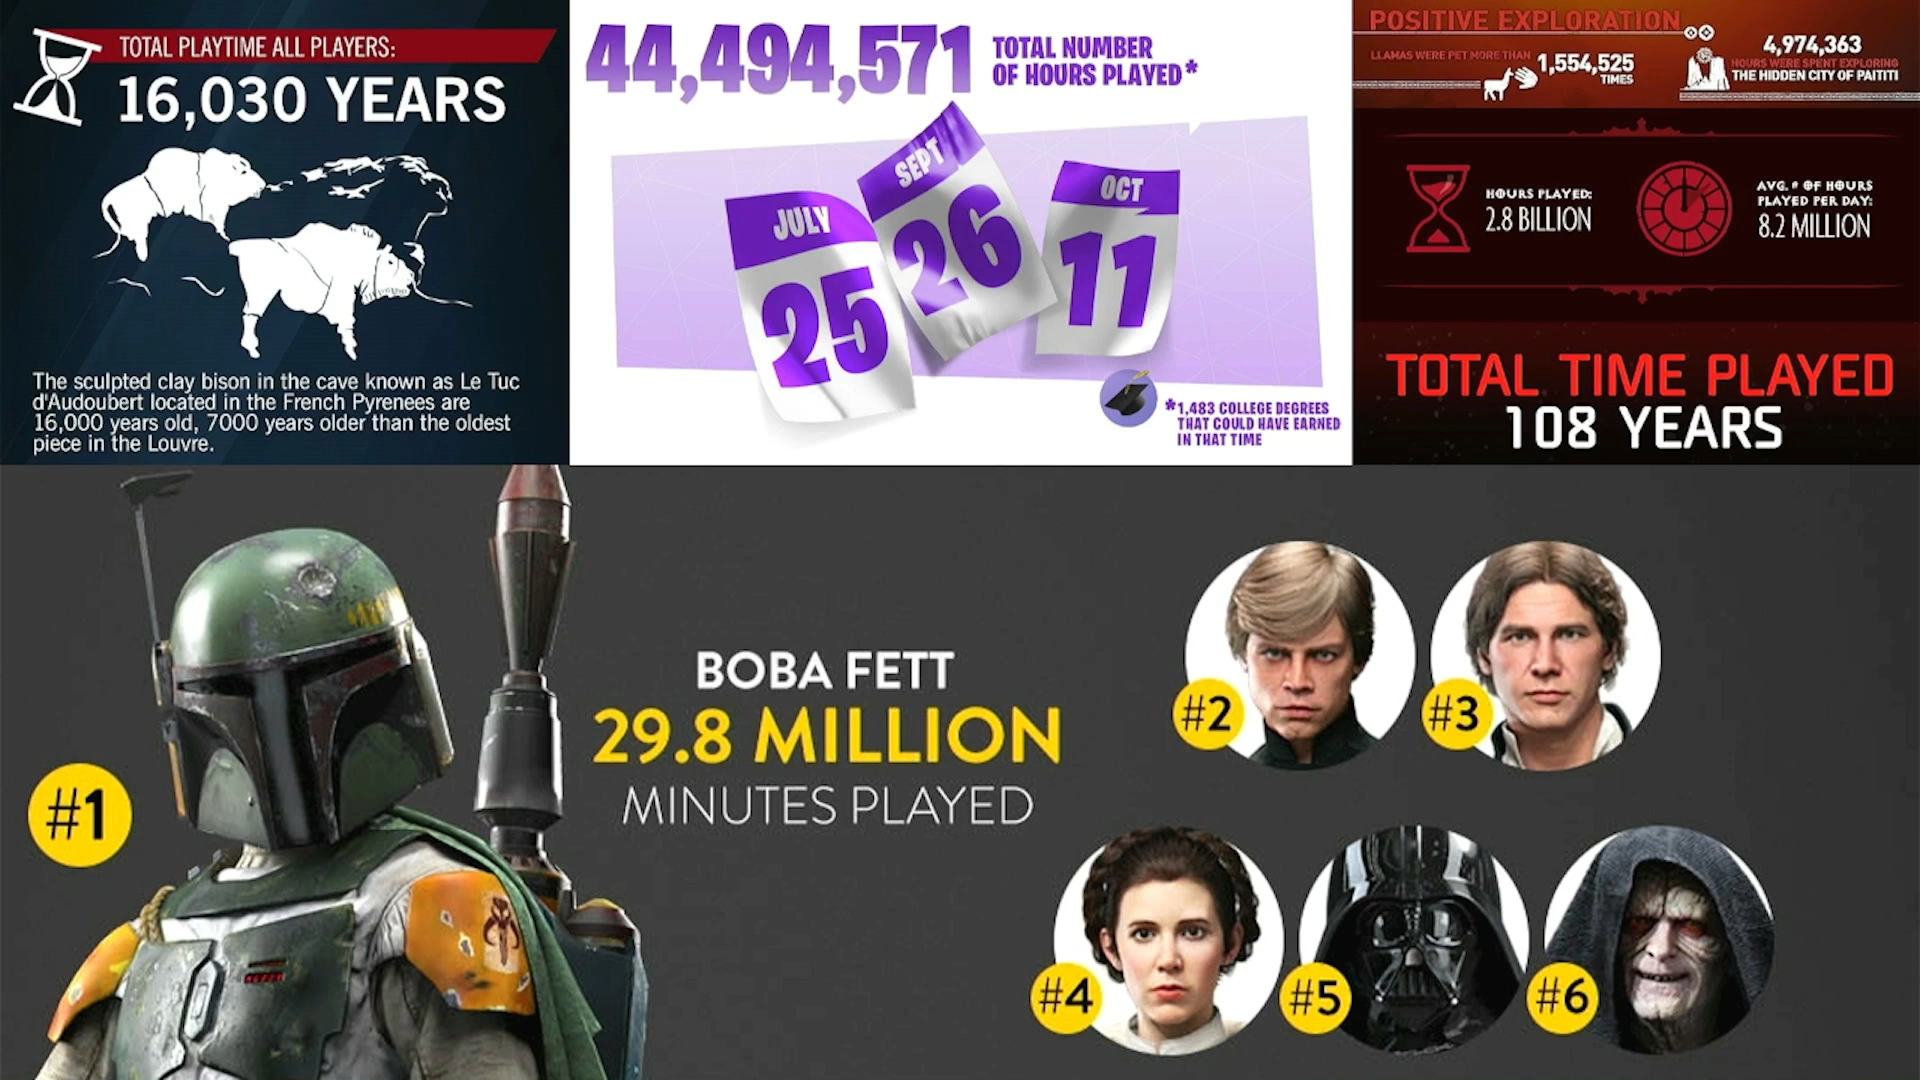 TOTAL PLAYTIME ALL PLAYERS:
16,030 YEARS
The sculpted clay bison in the cave known as Le Tuc
d'Audoubert located in the French Pyrenees are
16,000 years old, 7000 years older than the oldest
piece in the Louvre.
44,494,571
TOTAL NUMBER
OF HOURS PLAYED*
JULY
25
SEPT
26
OCT
11
*1,483 COLLEGE DEGREES
THAT COULD HAVE EARNED
IN THAT TIME
POSITIVE EXPLORATION
LLAMAS WERE PET MORE THAN
1,554,525
TIMES
4,974,363
HOURS WERE SPENT EXPLORING
THE HIDDEN CITY OF PAITITI
HOURS PLAYED:
2.8 BILLION
AVG. # OF HOURS
PLAYED PER DAY:
8.2 MILLION
TOTAL TIME PLAYED
108 YEARS
#1
BOBA FETT
29.8 MILLION
MINUTES PLAYED
#2
#3
#4
#5
#6